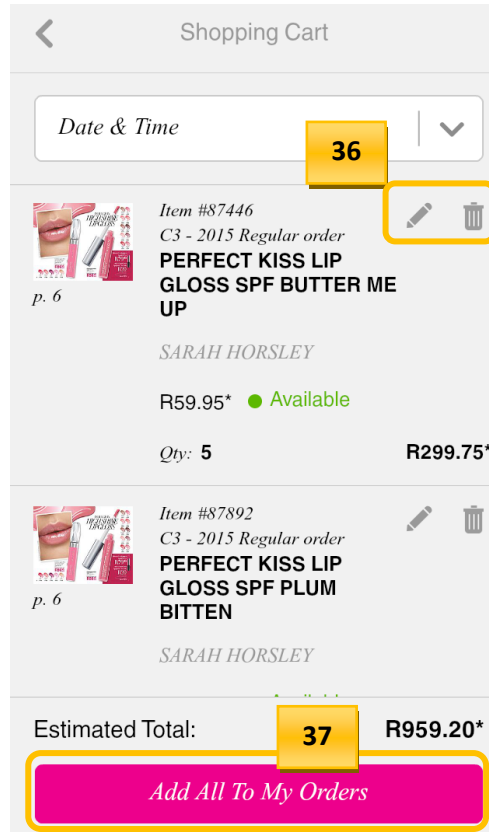 Shopping Cart
Date & Time
36
Item #87446
C3 - 2015 Regular order
PERFECT KISS LIP
GLOSS SPF BUTTER ME
UP
p. 6
SARAH HORSLEY
R59.95* Available
Qty: 5 R299.75*
Item #87892
C3 - 2015 Regular order
PERFECT KISS LIP
GLOSS SPF PLUM
BITTEN
p. 6
SARAH HORSLEY
Estimated Total: R959.20*
37
Add All To My Orders